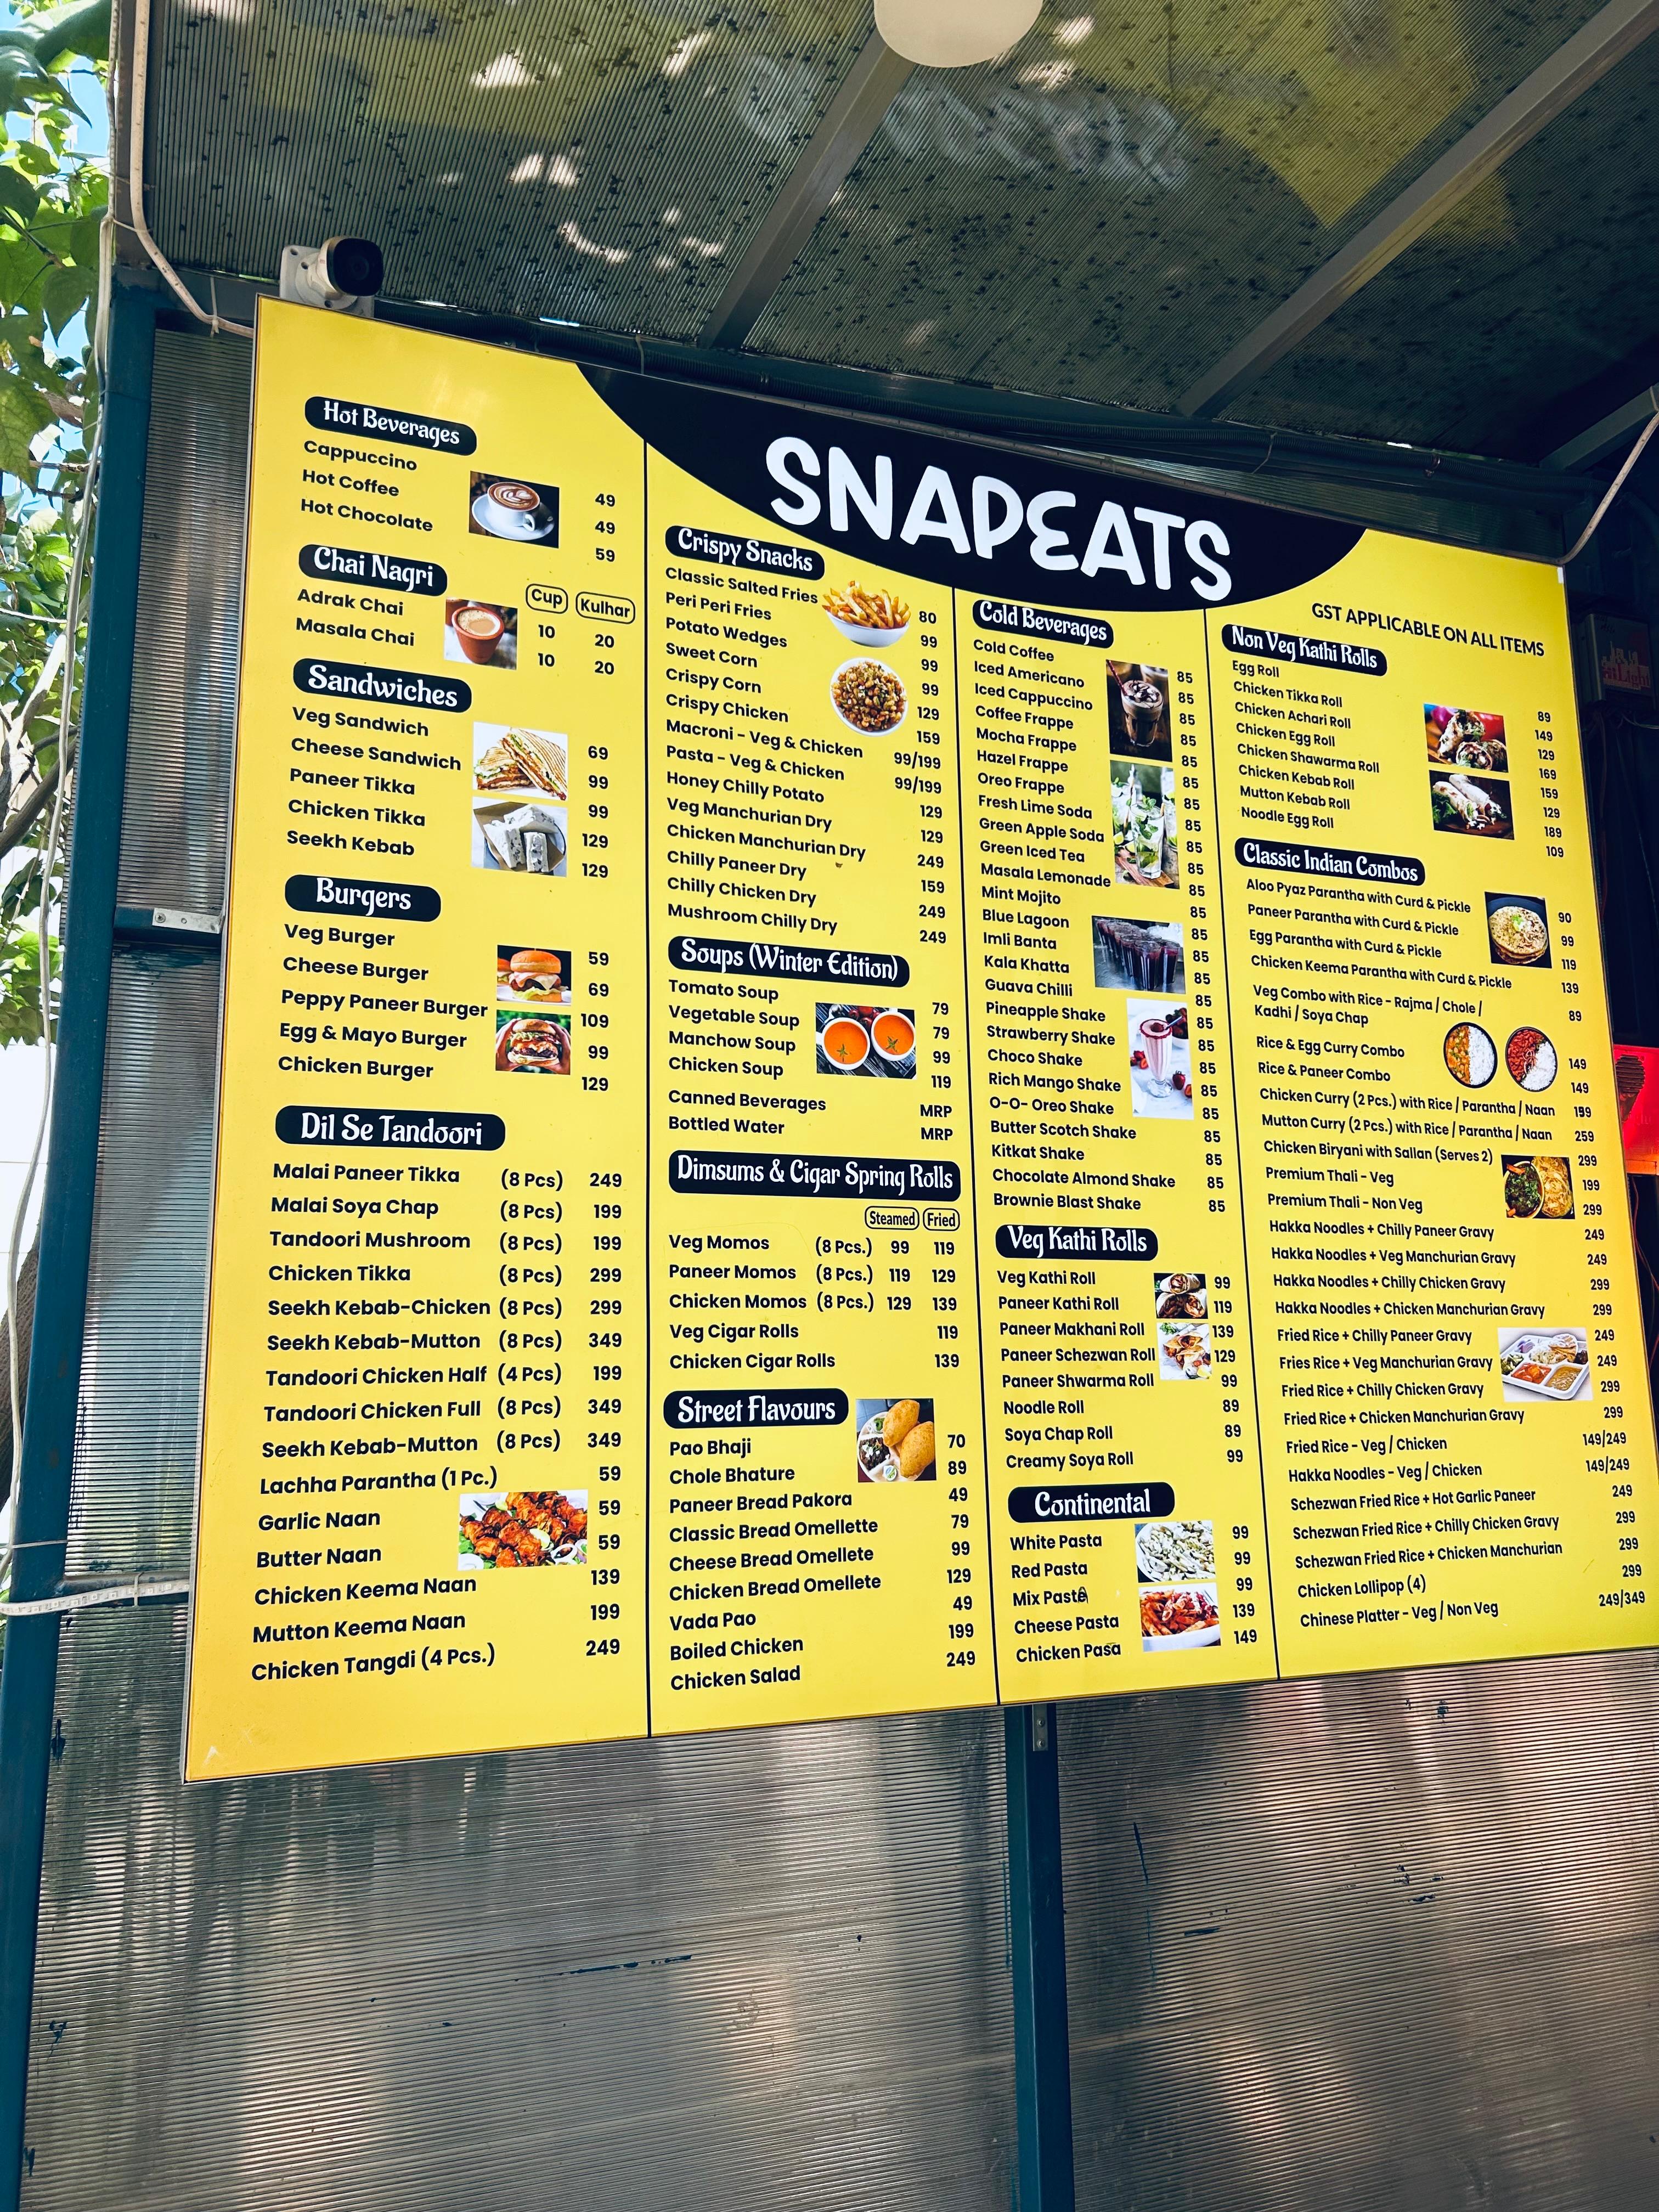 SNAPEATS
GST APPLICABLE ON ALL ITEMS
Hot Beverages
Cappuccino 49
Hot Coffee 49
Hot Chocolate 59
Chai Nagri
Cup Kulhar
Adrak Chai 10 20
Masala Chai 10 20
Sandwiches
Veg Sandwich 69
Cheese Sandwich 99
Paneer Tikka 99
Chicken Tikka 129
Seekh Kebab 129
Burgers
Veg Burger 59
Cheese Burger 69
Peppy Paneer Burger 109
Egg & Mayo Burger 99
Chicken Burger 129
Dil Se Tandoori
Malai Paneer Tikka (8 Pcs) 249
Malai Soya Chap (8 Pcs) 199
Tandoori Mushroom (8 Pcs) 199
Chicken Tikka (8 Pcs) 299
Seekh Kebab-Chicken (8 Pcs) 299
Seekh Kebab-Mutton (8 Pcs) 349
Tandoori Chicken Half (4 Pcs) 199
Tandoori Chicken Full (8 Pcs) 349
Seekh Kebab-Mutton (8 Pcs) 349
Lachha Parantha (1 Pc.) 59
Garlic Naan 59
Butter Naan 59
Chicken Keema Naan 139
Mutton Keema Naan 199
Chicken Tangdi (4 Pcs.) 249
Crispy Snacks
Classic Salted Fries 80
Peri Peri Fries 99
Potato Wedges 99
Sweet Corn 99
Crispy Corn 129
Crispy Chicken 159
Macroni - Veg & Chicken 99/199
Pasta - Veg & Chicken 99/199
Honey Chilly Potato 129
Veg Manchurian Dry 129
Chicken Manchurian Dry 249
Chilly Paneer Dry 159
Chilly Chicken Dry 249
Mushroom Chilly Dry 249
Soups (Winter Edition)
Tomato Soup 79
Vegetable Soup 79
Manchow Soup 99
Chicken Soup 119
Canned Beverages MRP
Bottled Water MRP
Dimsums & Cigar Spring Rolls
Steamed Fried
Veg Momos (8 Pcs.) 99 119
Paneer Momos (8 Pcs.) 119 129
Chicken Momos (8 Pcs.) 129 139
Veg Cigar Rolls 119
Chicken Cigar Rolls 139
Street Flavours
Pao Bhaji 70
Chole Bhature 89
Paneer Bread Pakora 49
Classic Bread Omellette 79
Cheese Bread Omellete 99
Chicken Bread Omellete 129
Vada Pao 49
Boiled Chicken 199
Chicken Salad 249
Cold Beverages
Cold Coffee 85
Iced Americano 85
Iced Cappuccino 85
Coffee Frappe 85
Mocha Frappe 85
Hazel Frappe 85
Oreo Frappe 85
Fresh Lime Soda 85
Green Apple Soda 85
Green Iced Tea 85
Masala Lemonade 85
Mint Mojito 85
Blue Lagoon 85
Imli Banta 85
Kala Khatta 85
Guava Chilli 85
Pineapple Shake 85
Strawberry Shake 85
Choco Shake 85
Rich Mango Shake 85
O-O- Oreo Shake 85
Butter Scotch Shake 85
Kitkat Shake 85
Chocolate Almond Shake 85
Brownie Blast Shake 85
Veg Kathi Rolls
Veg Kathi Roll 99
Paneer Kathi Roll 119
Paneer Makhani Roll 139
Paneer Schezwan Roll 129
Paneer Shwarma Roll 99
Noodle Roll 89
Soya Chap Roll 89
Creamy Soya Roll 99
Continental
White Pasta 99
Red Pasta 99
Mix Pasta 99
Cheese Pasta 139
Chicken Pasa 149
Non Veg Kathi Rolls
Egg Roll 89
Chicken Tikka Roll 149
Chicken Achari Roll 129
Chicken Egg Roll 169
Chicken Shawarma Roll 159
Chicken Kebab Roll 129
Mutton Kebab Roll 189
Noodle Egg Roll 109
Classic Indian Combos
Aloo Pyaz Parantha with Curd & Pickle 90
Paneer Parantha with Curd & Pickle 99
Egg Parantha with Curd & Pickle 119
Chicken Keema Parantha with Curd & Pickle 139
Veg Combo with Rice - Rajma / Chole /
Kadhi / Soya Chap 89
Rice & Egg Curry Combo 149
Rice & Paneer Combo 149
Chicken Curry (2 Pcs.) with Rice / Parantha / Naan
Mutton Curry (2 Pcs.) with Rice / Parantha / Naan 259
Chicken Biryani with Sallan (Serves 2) 299
Premium Thali - Veg 199
Premium Thali - Non Veg 299
Hakka Noodles + Chilly Paneer Gravy 249
Hakka Noodles + Veg Manchurian Gravy 249
Hakka Noodles + Chilly Chicken Gravy 299
Hakka Noodles + Chicken Manchurian Gravy 299
Fried Rice + Chilly Paneer Gravy 249
Fries Rice + Veg Manchurian Gravy 249
Fried Rice + Chilly Chicken Gravy 299
Fried Rice + Chicken Manchurian Gravy 299
Fried Rice - Veg / Chicken 149/249
Hakka Noodles - Veg / Chicken 149/249
Schezwan Fried Rice + Hot Garlic Paneer 249
Schezwan Fried Rice + Chilly Chicken Gravy 299
Schezwan Fried Rice + Chicken Manchurian 299
Chicken Lollipop (4) 299
Chinese Platter - Veg / Non Veg 249/349